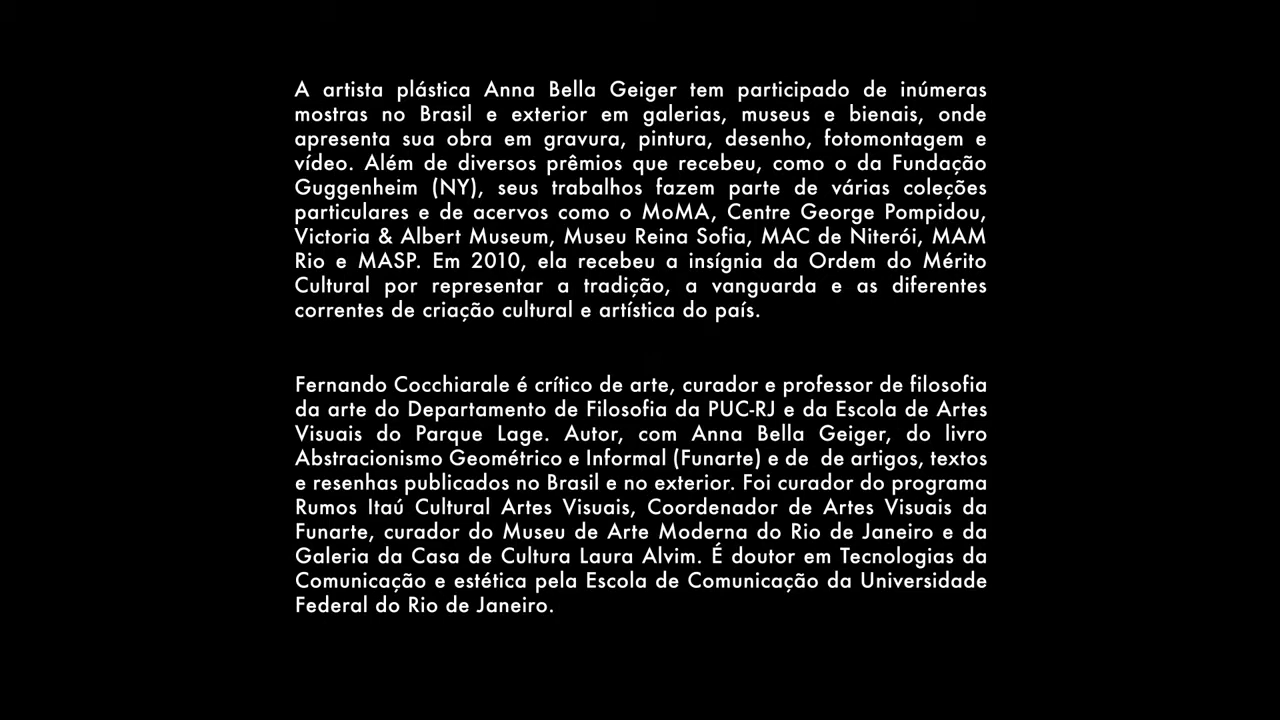 A artista plástica Anna Bella Geiger tem participado de inúmeras
mostras no Brasil e exterior em galerias, museus e bienais, onde
apresenta sua obra em gravura, pintura, desenho, fotomontagem e
vídeo. Além de diversos prêmios que recebeu, como o da Fundação
Guggenheim (NY), seus trabalhos fazem parte de várias coleções
particulares e de acervos como o MoMA, Centre George Pompidou,
Victoria & Albert Museum, Museu Reina Sofia, MAC de Niterói, MAM
Rio e MASP. Em 2010, ela recebeu a insígnia da Ordem do Mérito
Cultural por representar a tradição, a vanguarda e as diferentes
correntes de criação cultural e artística do país.
Fernando Cocchiarale é crítico de arte, curador e professor de filosofia
da arte do Departamento de Filosofia da PUC-RJ e da Escola de Artes
Visuais do Parque Lage. Autor, com Anna Bella Geiger, do livro
Abstracionismo Geométrico e Informal (Funarte) e de  de artigos, textos
e resenhas publicados no Brasil e no exterior. Foi curador do programa
Rumos Itaú Cultural Artes Visuais, Coordenador de Artes Visuais da
Funarte, curador do Museu de Arte Moderna do Rio de Janeiro e da
Galeria da Casa de Cultura Laura Alvim. É doutor em Tecnologias da
Comunicação e estética pela Escola de Comunicação da Universidade
Federal do Rio de Janeiro.